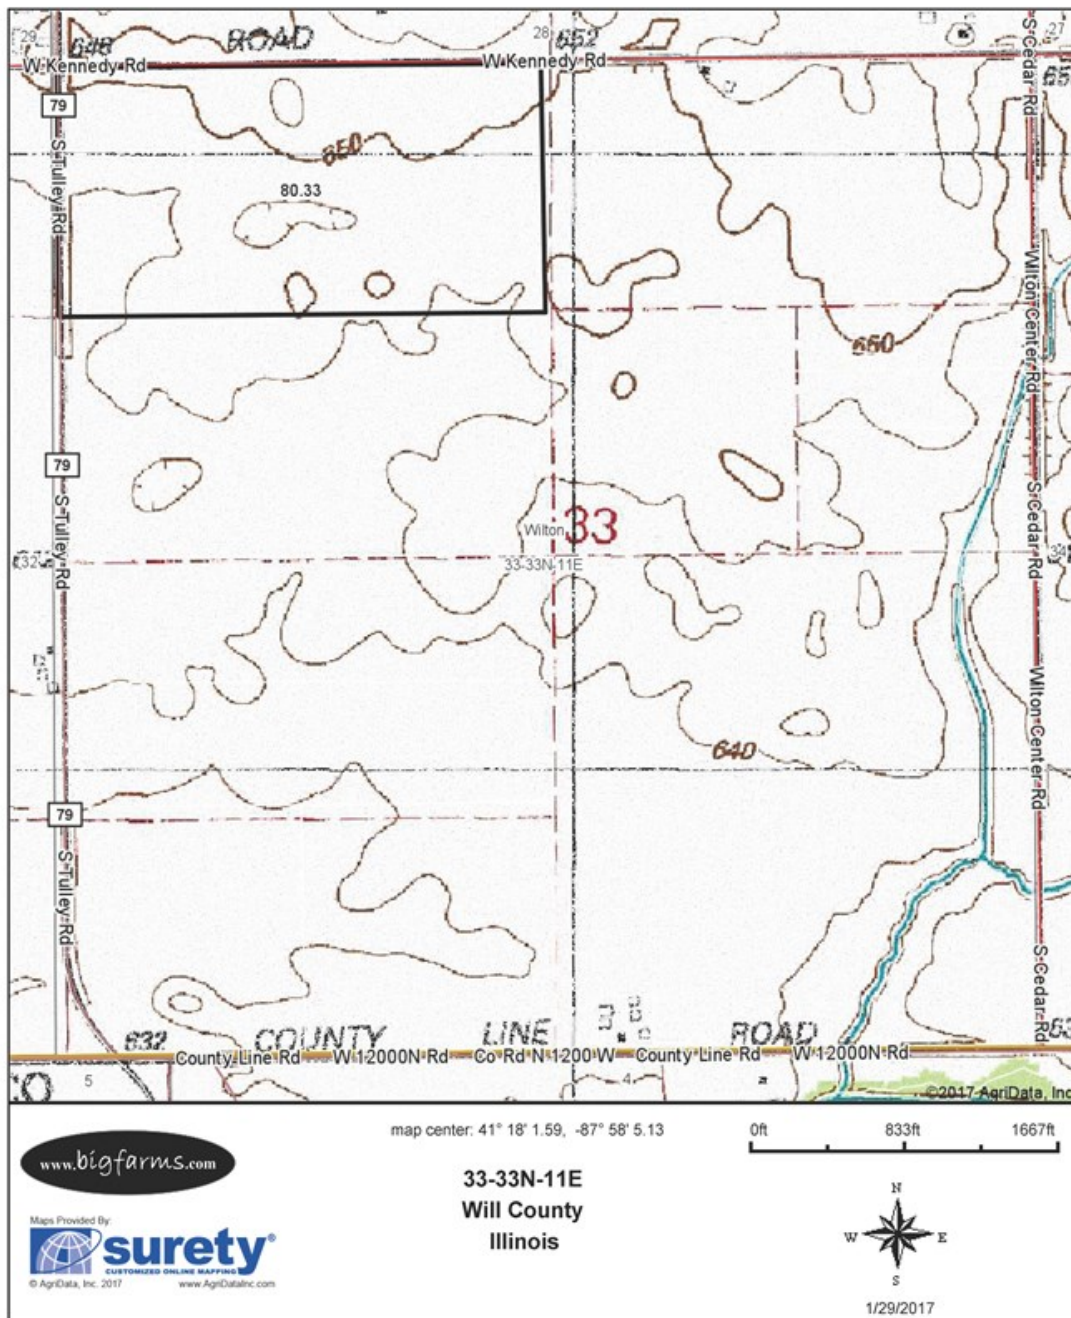 29
648
ROAD
28
652
27
W Kennedy Rd
W Kennedy Rd
S Cedar Rd
79
S Tulley Rd
650
80.33
Wilton Center Rd
650
79
S Tulley Rd
S Cedar Rd
Wilton
33
32
33-33N-11E
34
Wilton Center Rd
640
79
S Tulley Rd
S Cedar Rd
632
COUNTY LINE ROAD
County Line Rd W 12000N Rd Co Rd N 1200 W County Line Rd W 12000N Rd
5
4
CO
©2017 AgriData, Inc
map center: 41° 18' 1.59, -87° 58' 5.13
0ft 833ft 1667ft
www.bigfarms.com
33-33N-11E
Will County
Illinois
Maps Provided By:
surety®
CUSTOMIZED ONLINE MAPPING
© AgriData, Inc. 2017 www.AgriDataInc.com
N
W E
S
1/29/2017